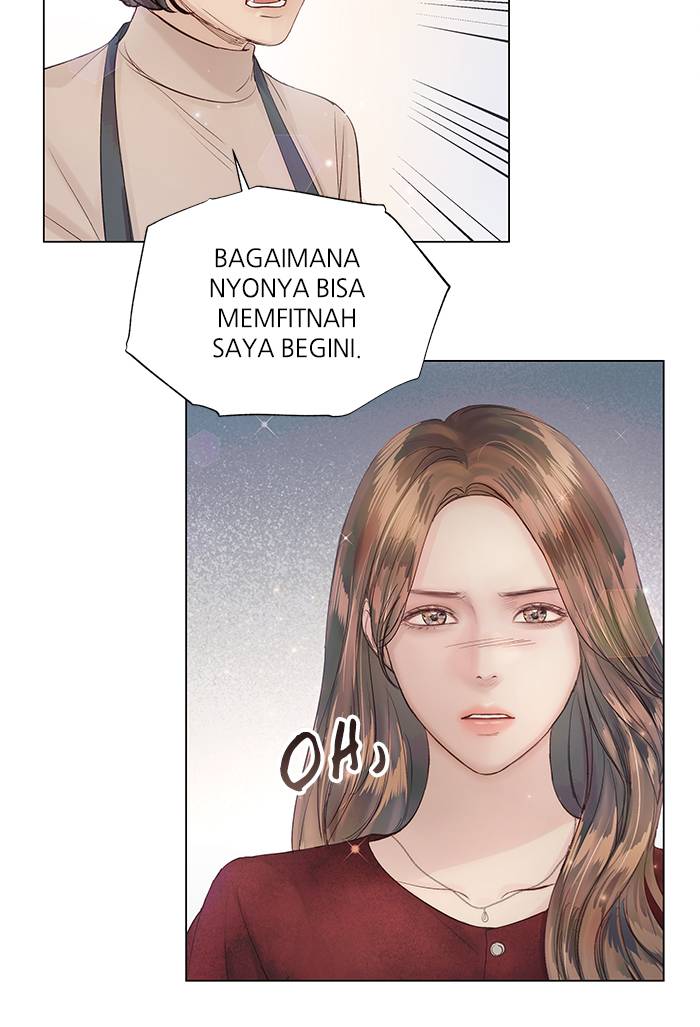 BAGAIMANA
NYONYA BISA
MEMFITNAH
SAYA BEGINI.
OH,